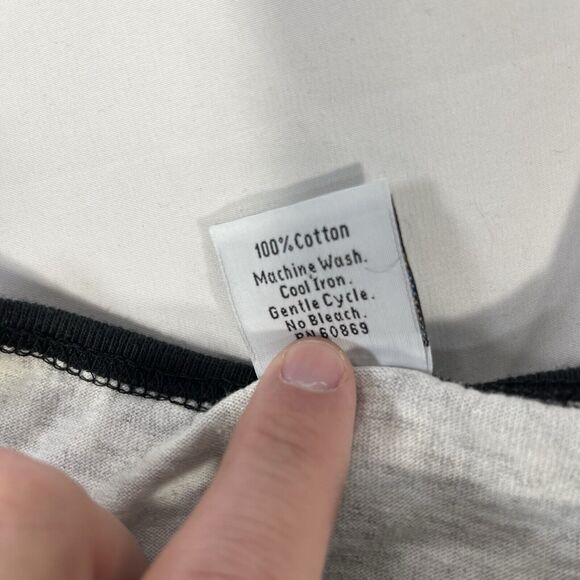 100% Cotton
Machine Wash.
Cool Iron.
Gentle Cycle.
No Bleach.
RN 60869